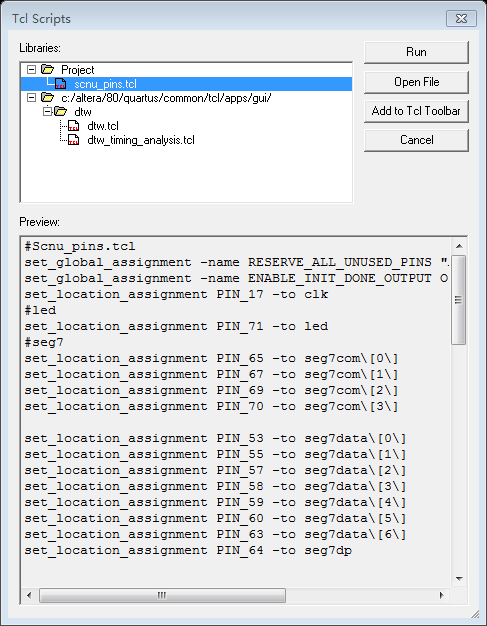 Tcl Scripts
Libraries:
Project
scnu_pins.tcl
c:/altera/80/quartus/common/tcl/apps/gui/
dtw
dtw.tcl
dtw_timing_analysis.tcl
Run
Open File
Add to Tcl Toolbar
Cancel
Preview:
#Scnu_pins.tcl
set_global_assignment -name RESERVE_ALL_UNUSED_PINS "
set_global_assignment -name ENABLE_INIT_DONE_OUTPUT O
set_location_assignment PIN_17 -to clk
#led
set_location_assignment PIN_71 -to led
#seg7
set_location_assignment PIN_65 -to seg7com\[0\]
set_location_assignment PIN_67 -to seg7com\[1\]
set_location_assignment PIN_69 -to seg7com\[2\]
set_location_assignment PIN_70 -to seg7com\[3\]
set_location_assignment PIN_53 -to seg7data\[0\]
set_location_assignment PIN_55 -to seg7data\[1\]
set_location_assignment PIN_57 -to seg7data\[2\]
set_location_assignment PIN_58 -to seg7data\[3\]
set_location_assignment PIN_59 -to seg7data\[4\]
set_location_assignment PIN_60 -to seg7data\[5\]
set_location_assignment PIN_63 -to seg7data\[6\]
set_location_assignment PIN_64 -to seg7dp